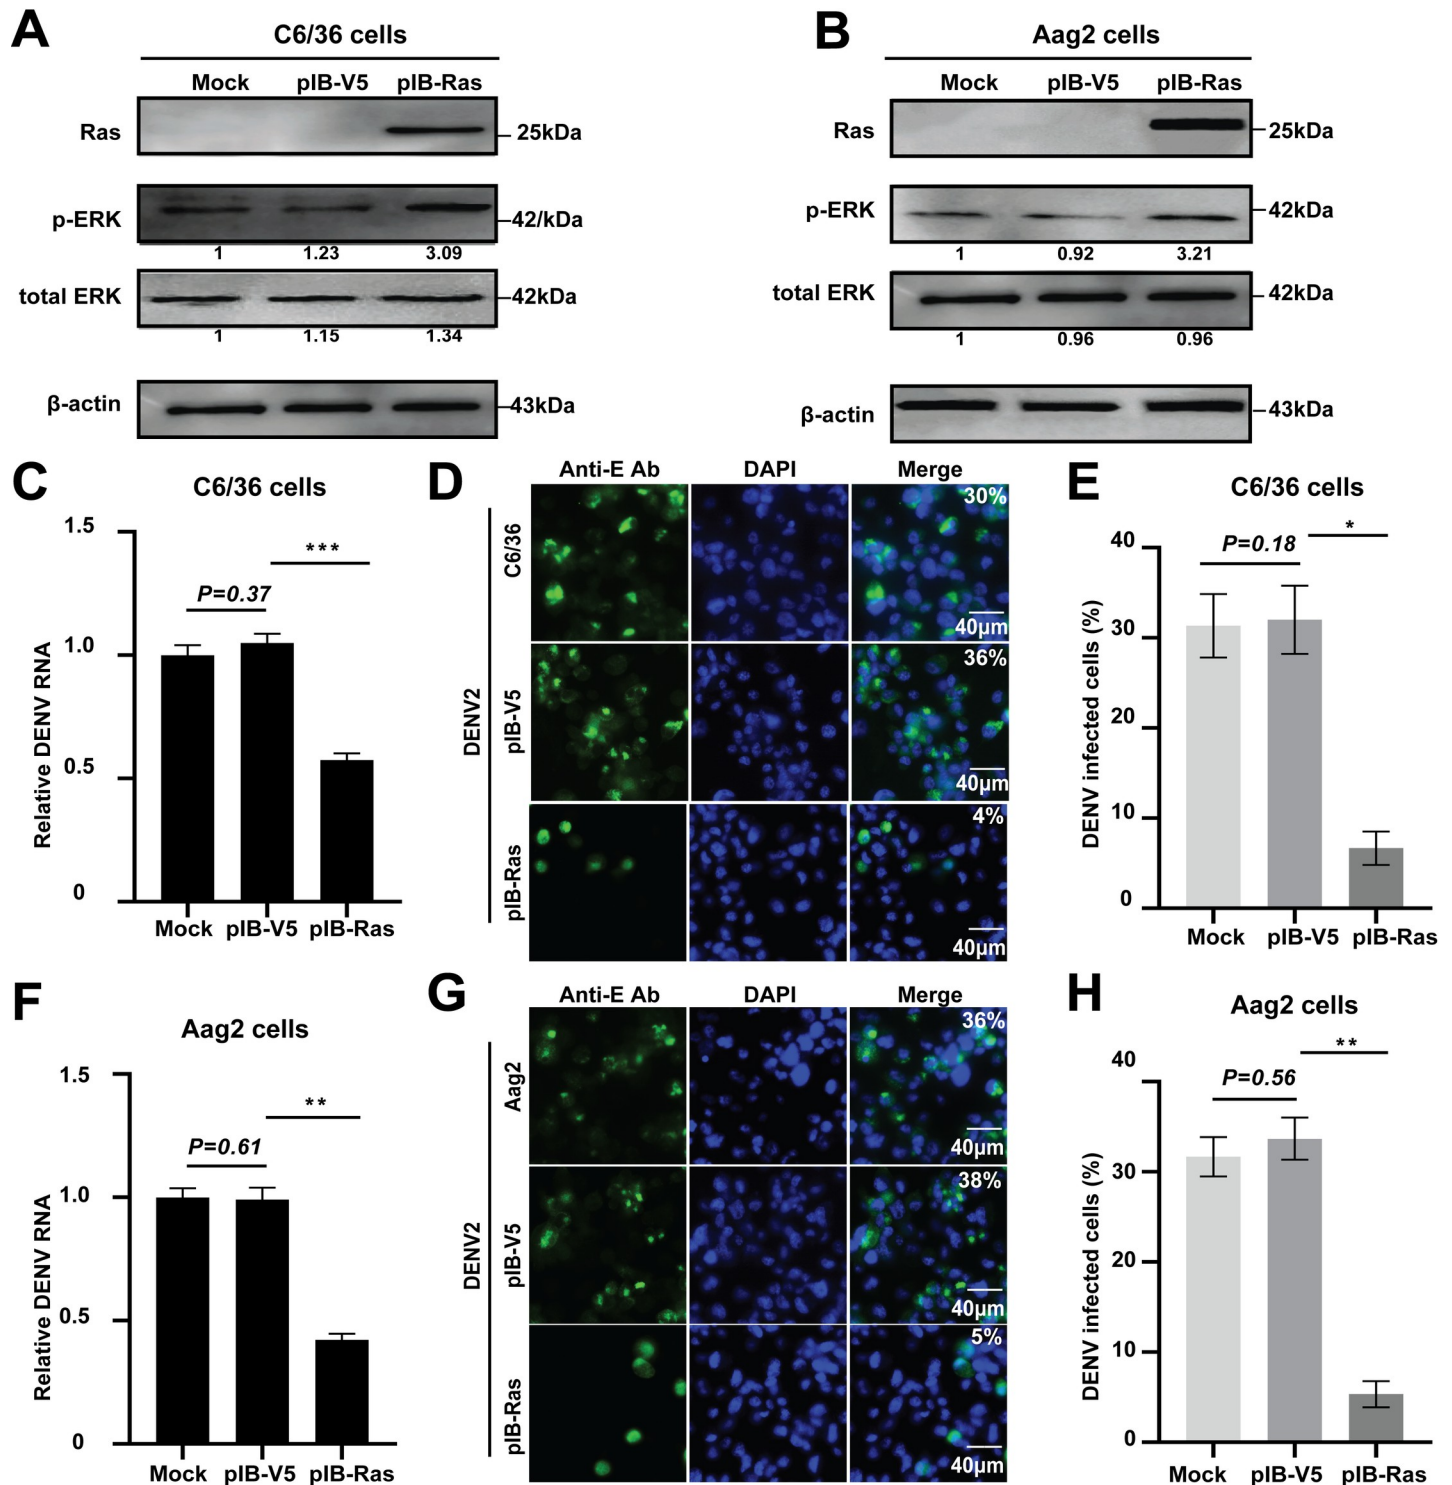 A
C6/36 cells
Mock pIB-V5 pIB-Ras
Ras
25kDa
p-ERK
42/kDa
1 1.23 3.09
total ERK
42kDa
1 1.15 1.34
β-actin
43kDa
B
Aag2 cells
Mock pIB-V5 pIB-Ras
Ras
25kDa
p-ERK
42kDa
1 0.92 3.21
total ERK
42kDa
1 0.96 0.96
β-actin
43kDa
C
C6/36 cells
Relative DENV RNA
1.5
1.0
0.5
0
P=0.37
***
Mock pIB-V5 pIB-Ras
D
Anti-E Ab DAPI Merge
DENV2
C6/36
30%
40μm
pIB-V5
36%
40μm
pIB-Ras
4%
40μm
E
C6/36 cells
DENV infected cells (%)
40
30
20
10
0
P=0.18
*
Mock pIB-V5 pIB-Ras
F
Aag2 cells
Relative DENV RNA
1.5
1.0
0.5
0
P=0.61
**
Mock pIB-V5 pIB-Ras
G
Anti-E Ab DAPI Merge
DENV2
Aag2
36%
40μm
pIB-V5
38%
40μm
pIB-Ras
5%
40μm
H
Aag2 cells
DENV infected cells (%)
40
30
20
10
0
P=0.56
**
Mock pIB-V5 pIB-Ras